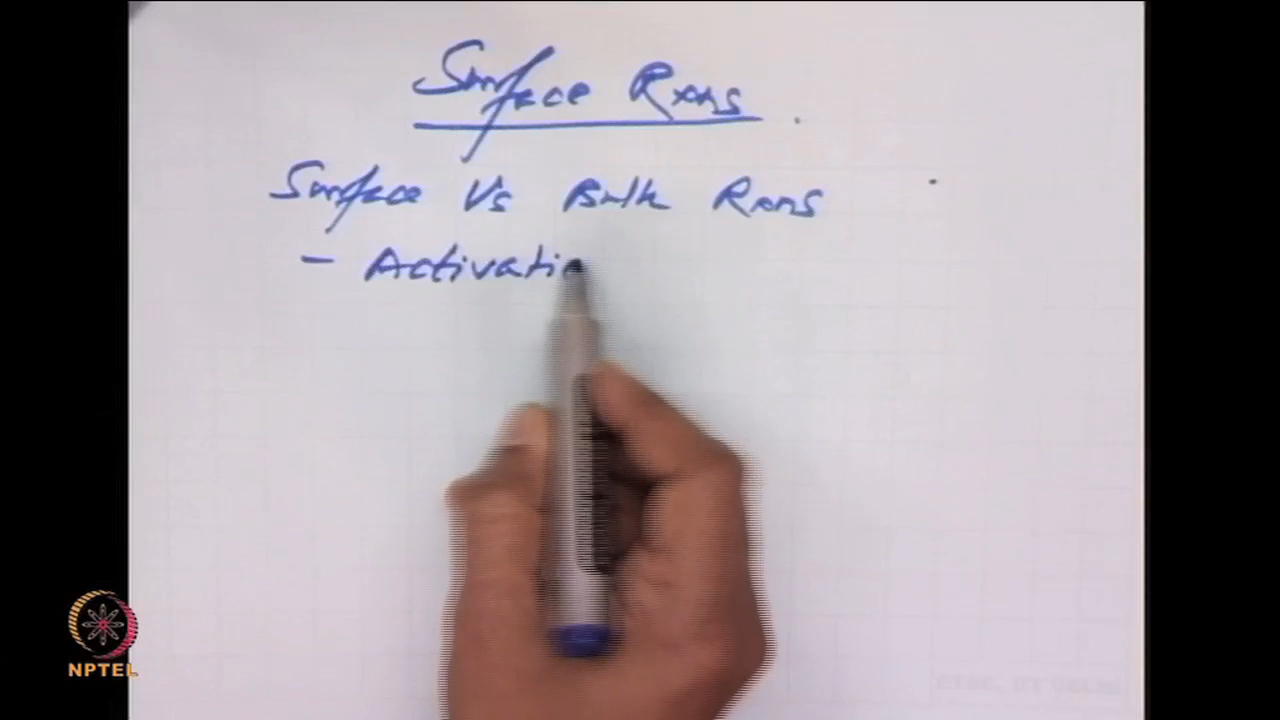 Surface Rxns
Surface Vs Bulk Rxns
- Activati
NPTEL